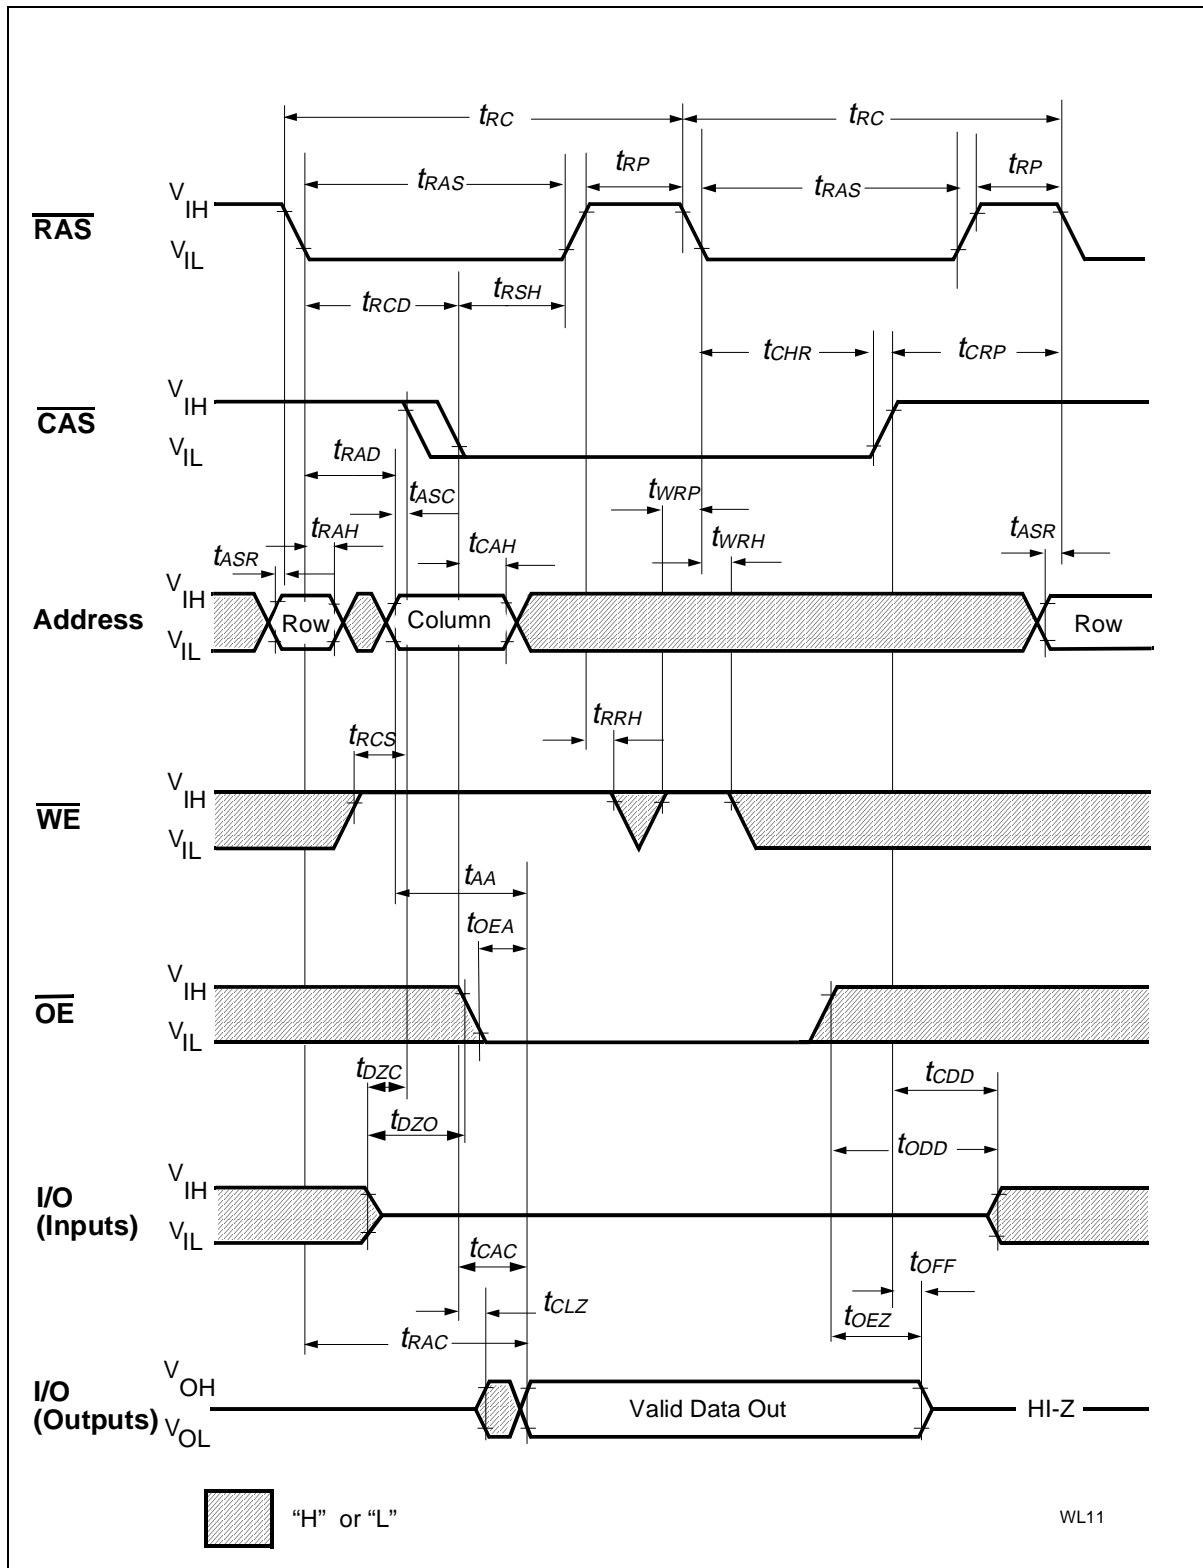 tRC tRC
tRAS tRP tRAS tRP
RAS VIH
VIL
tRCD tRSH
tCHR tCRP
CAS VIH
VIL
tRAD
tASC tWRP
tRAH tCAH tWRH
tASR tASR
Address VIH
VIL
Row Column Row
tRCS tRRH
WE VIH
VIL
tAA
tOEA
OE VIH
VIL
tDZC tCDD
tDZO tODD
I/O
(Inputs) VIH
VIL
tCAC tOFF
tCLZ tOEZ
tRAC
I/O
(Outputs) VOH
VOL
Valid Data Out HI-Z
“H” or “L”
WL11